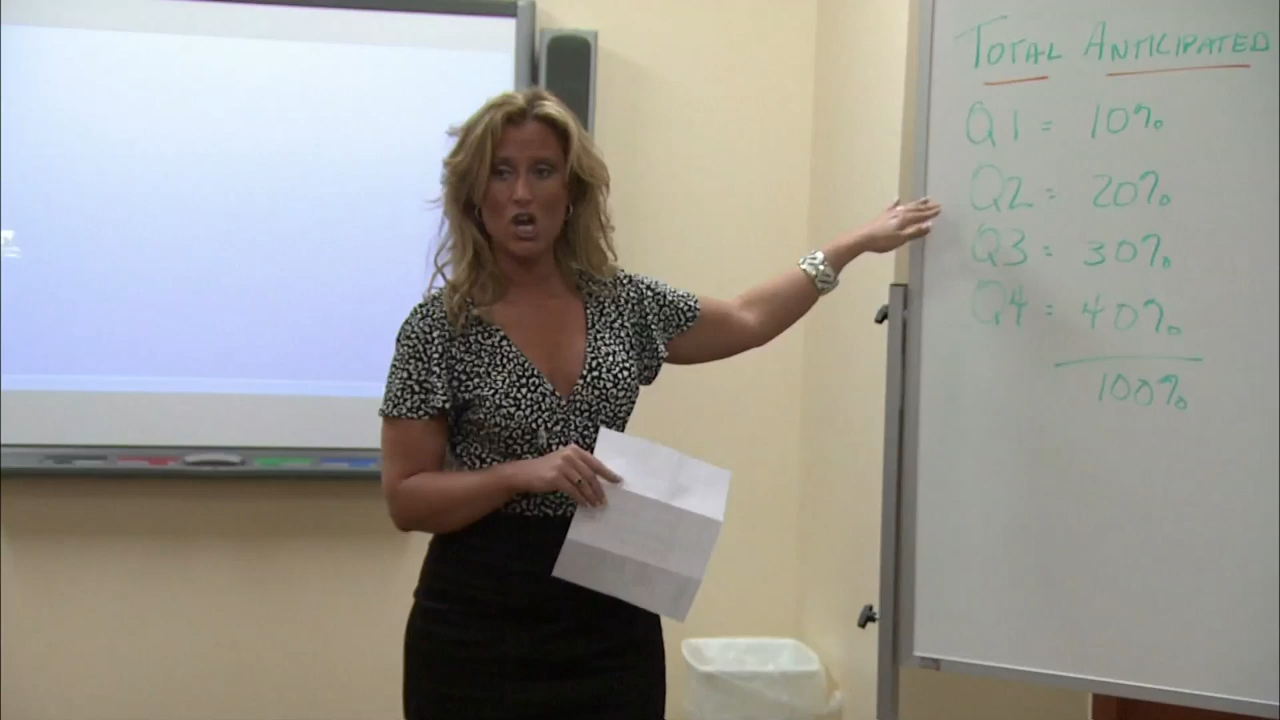 TOTAL ANTICIPATED
Q1 = 10%
Q2 = 20%
Q3 = 30%
Q4 = 40%
100%